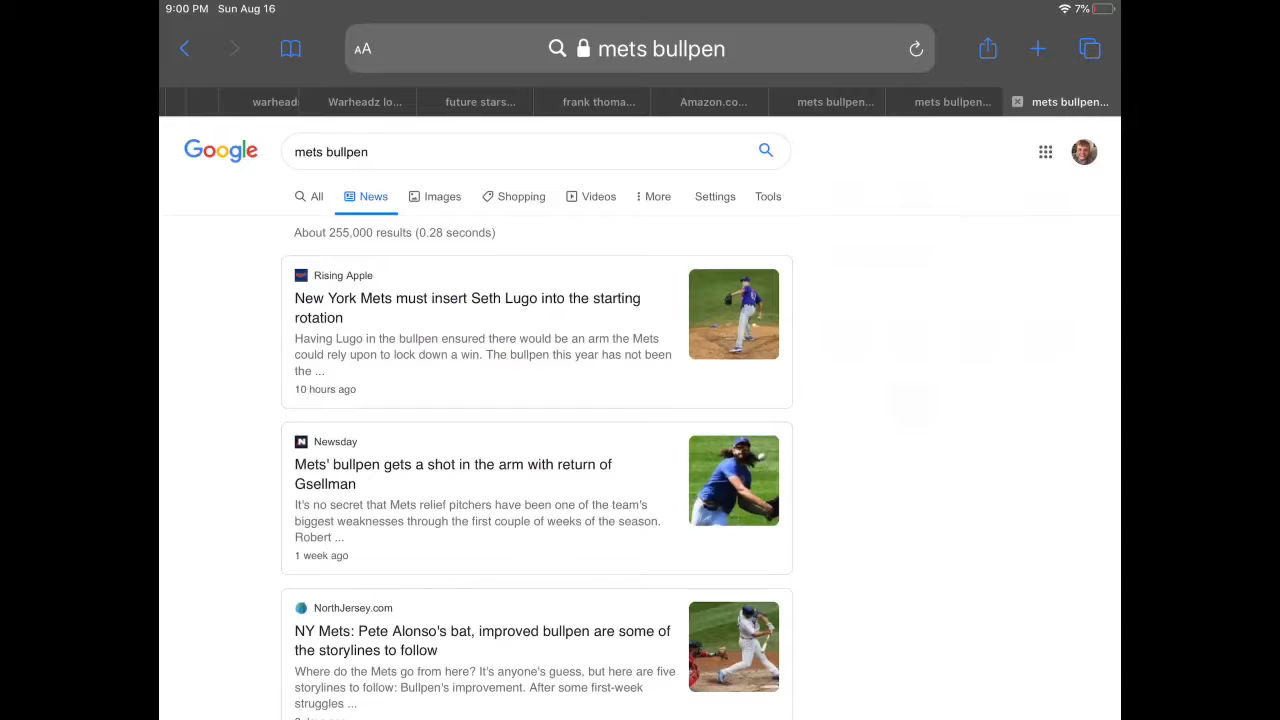 9:00 PM Sun Aug 16
7%
AA
mets bullpen
warhead
Warheadz lo...
future stars...
frank thoma...
Amazon.co...
mets bullpen...
mets bullpen...
mets bullpen...
Google
mets bullpen
All
News
Images
Shopping
Videos
More
Settings
Tools
About 255,000 results (0.28 seconds)
Rising Apple
New York Mets must insert Seth Lugo into the starting
rotation
Having Lugo in the bullpen ensured there would be an arm the Mets
could rely upon to lock down a win. The bullpen this year has not been
the ...
10 hours ago
N
Newsday
Mets' bullpen gets a shot in the arm with return of
Gsellman
It's no secret that Mets relief pitchers have been one of the team's
biggest weaknesses through the first couple of weeks of the season.
Robert ...
1 week ago
NorthJersey.com
NY Mets: Pete Alonso's bat, improved bullpen are some of
the storylines to follow
Where do the Mets go from here? It's anyone's guess, but here are five
storylines to follow: Bullpen's improvement. After some first-week
struggles ...